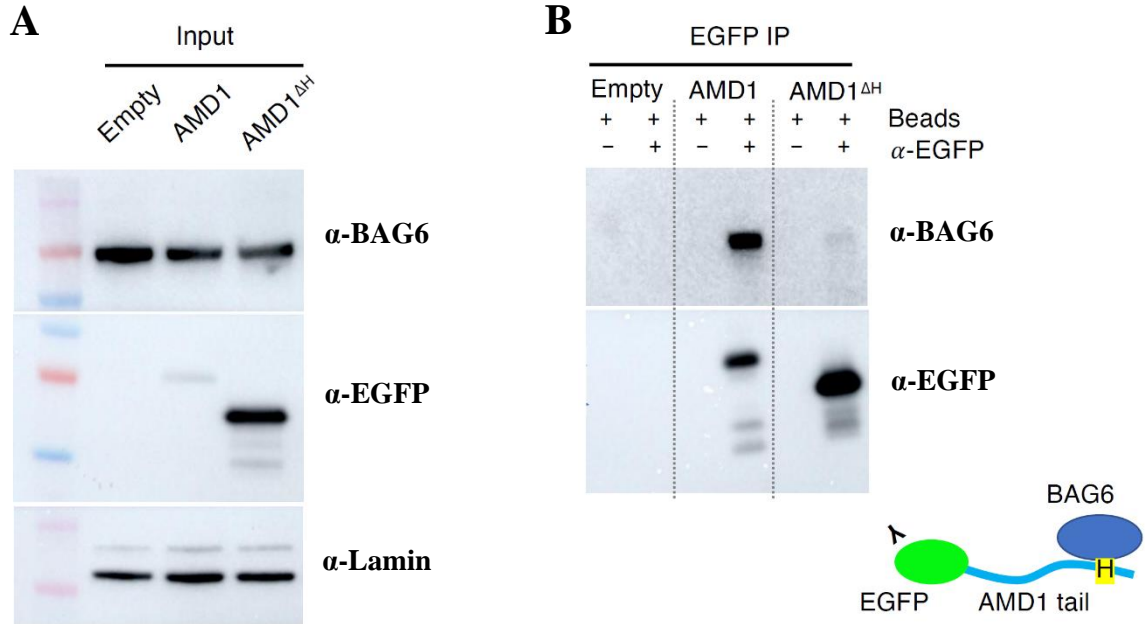 A
Input
Empty AMD1 AMD1ΔH
α-BAG6
α-EGFP
α-Lamin
B
EGFP IP
Empty AMD1 AMD1ΔH
+ + + + + + Beads
− + − + − + α-EGFP
α-BAG6
α-EGFP
BAG6
H
EGFP AMD1 tail